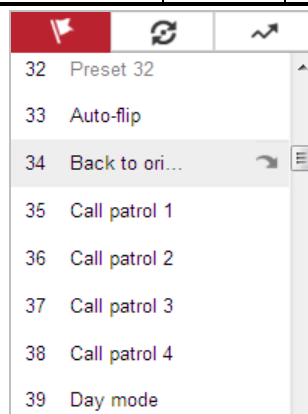 32 Preset 32
33 Auto-flip
34 Back to ori...
35 Call patrol 1
36 Call patrol 2
37 Call patrol 3
38 Call patrol 4
39 Day mode